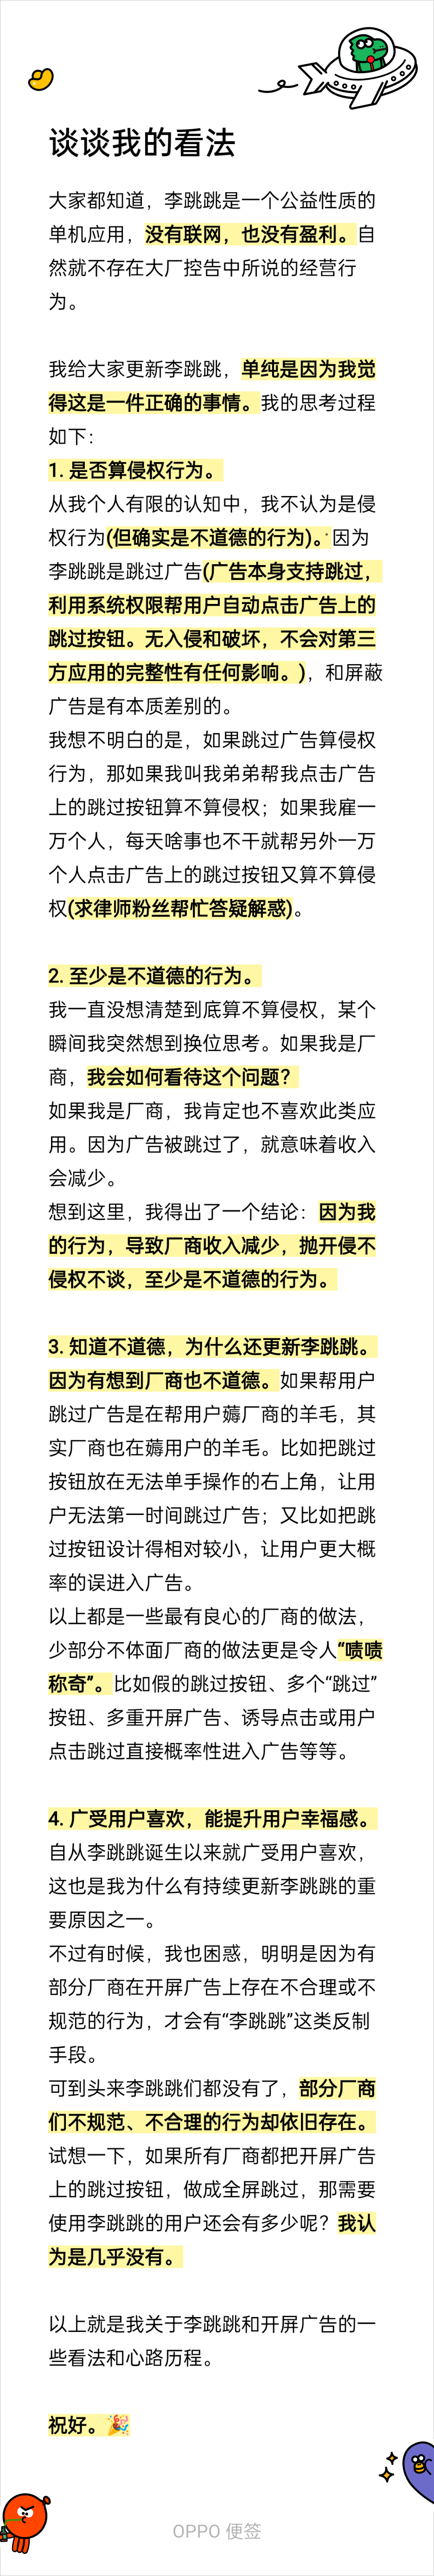 谈谈我的看法
大家都知道，李跳跳是一个公益性质的
单机应用，没有联网，也没有盈利。自
然就不存在大厂控告中所说的经营行
为。
我给大家更新李跳跳，单纯是因为我觉
得这是一件正确的事情。我的思考过程
如下：
1. 是否算侵权行为。
从我个人有限的认知中，我不认为是侵
权行为(但确实是不道德的行为)。因为
李跳跳是跳过广告(广告本身支持跳过，
利用系统权限帮用户自动点击广告上的
跳过按钮。无入侵和破坏，不会对第三
方应用的完整性有任何影响。)，和屏蔽
广告是有本质差别的。
我想不明白的是，如果跳过广告算侵权
行为，那如果我叫我弟弟帮我点击广告
上的跳过按钮算不算侵权；如果我雇一
万个人，每天啥事也不干就帮另外一万
个人点击广告上的跳过按钮又算不算侵
权(求律师粉丝帮忙答疑解惑)。
2. 至少是不道德的行为。
我一直没想清楚到底算不算侵权，某个
瞬间我突然想到换位思考。如果我是厂
商，我会如何看待这个问题？
如果我是厂商，我肯定也不喜欢此类应
用。因为广告被跳过了，就意味着收入
会减少。
想到这里，我得出了一个结论：因为我
的行为，导致厂商收入减少，抛开侵不
侵权不谈，至少是不道德的行为。
3. 知道不道德，为什么还更新李跳跳。
因为有想到厂商也不道德。如果帮用户
跳过广告是在帮用户薅厂商的羊毛，其
实厂商也在薅用户的羊毛。比如把跳过
按钮放在无法单手操作的右上角，让用
户无法第一时间跳过广告；又比如把跳
过按钮设计得相对较小，让用户更大概
率的误进入广告。
以上都是一些最有良心的厂商的做法，
少部分不体面厂商的做法更是令人“啧啧
称奇”。比如假的跳过按钮、多个“跳过”
按钮、多重开屏广告、诱导点击或用户
点击跳过直接概率性进入广告等等。
4. 广受用户喜欢，能提升用户幸福感。
自从李跳跳诞生以来就广受用户喜欢，
这也是我为什么有持续更新李跳跳的重
要原因之一。
不过有时候，我也困惑，明明是因为有
部分厂商在开屏广告上存在不合理或不
规范的行为，才会有“李跳跳”这类反制
手段。
可到头来李跳跳们都没有了，部分厂商
们不规范、不合理的行为却依旧存在。
试想一下，如果所有厂商都把开屏广告
上的跳过按钮，做成全屏跳过，那需要
使用李跳跳的用户还会有多少呢？我认
为是几乎没有。
以上就是我关于李跳跳和开屏广告的一
些看法和心路历程。
祝好。🎉
OPPO 便签